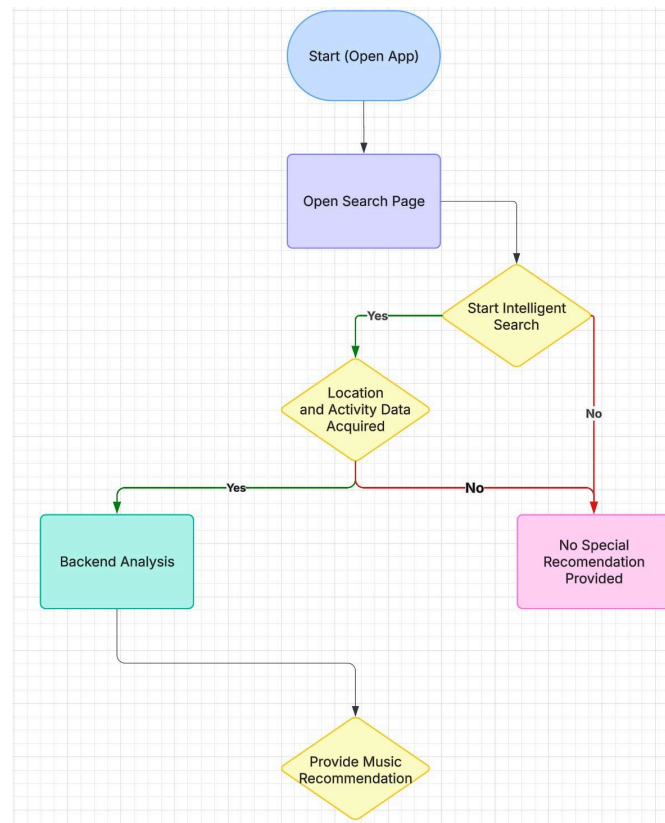 Start (Open App)
Open Search Page
Start Intelligent
Search
Yes
Location
and Activity Data
Acquired
No
Yes
No
Backend Analysis
No Special
Recomendation
Provided
Provide Music
Recommendation